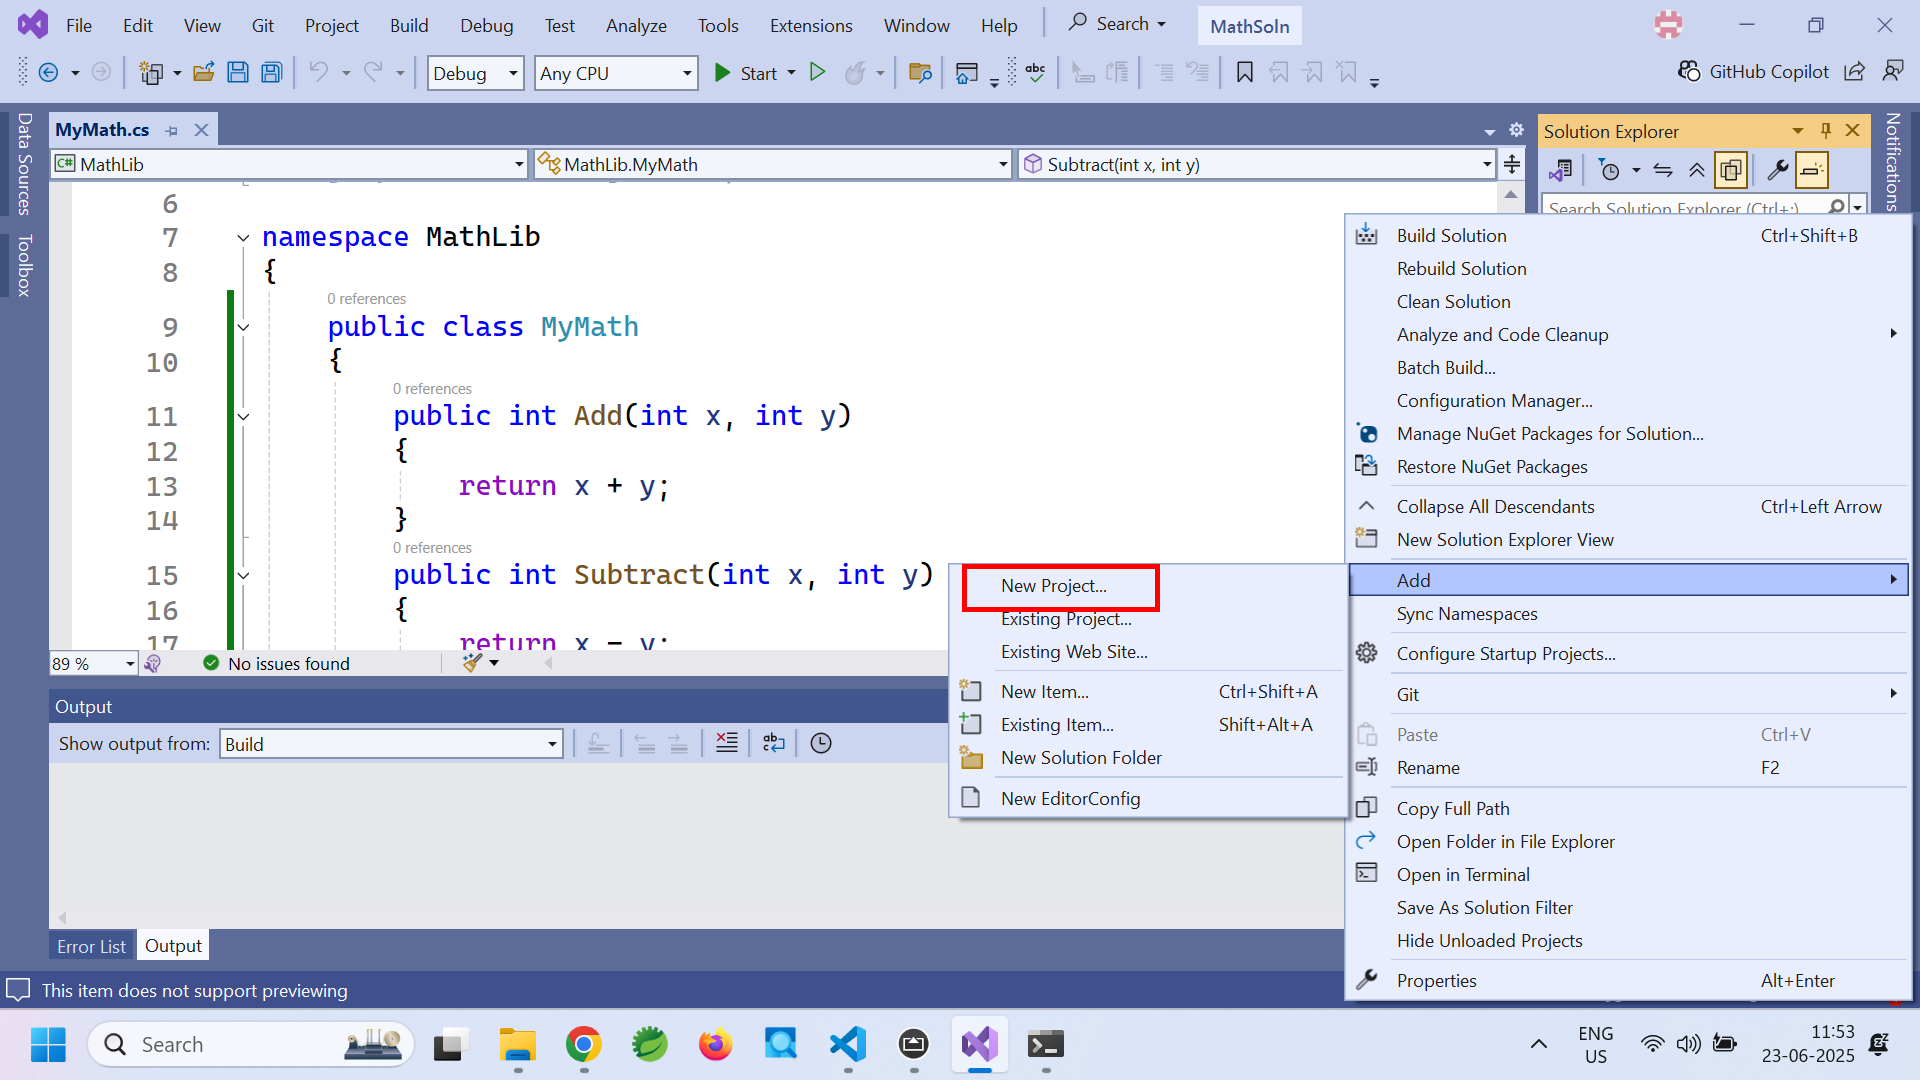 File Edit View Git Project Build Debug Test Analyze Tools Extensions Window Help Search MathSoln
Debug Any CPU Start abc GitHub Copilot
Data Sources
Toolbox
MyMath.cs
C# MathLib MathLib.MyMath Subtract(int x, int y)
Solution Explorer
Search Solution Explorer (Ctrl+;)
Notifications
6
7 namespace MathLib
8 {
0 references
9 public class MyMath
10 {
0 references
11 public int Add(int x, int y)
12 {
13 return x + y;
14 }
0 references
15 public int Subtract(int x, int y)
16 {
17 return x - y;
89 % No issues found
Output
Show output from: Build
Error List Output
This item does not support previewing
Build Solution Ctrl+Shift+B
Rebuild Solution
Clean Solution
Analyze and Code Cleanup
Batch Build...
Configuration Manager...
Manage NuGet Packages for Solution...
Restore NuGet Packages
Collapse All Descendants Ctrl+Left Arrow
New Solution Explorer View
Add
Sync Namespaces
Configure Startup Projects...
Git
Paste Ctrl+V
Rename F2
Copy Full Path
Open Folder in File Explorer
Open in Terminal
Save As Solution Filter
Hide Unloaded Projects
Properties Alt+Enter
New Project...
Existing Project...
Existing Web Site...
New Item... Ctrl+Shift+A
Existing Item... Shift+Alt+A
New Solution Folder
New EditorConfig
Search
ENG
US
11:53
23-06-2025